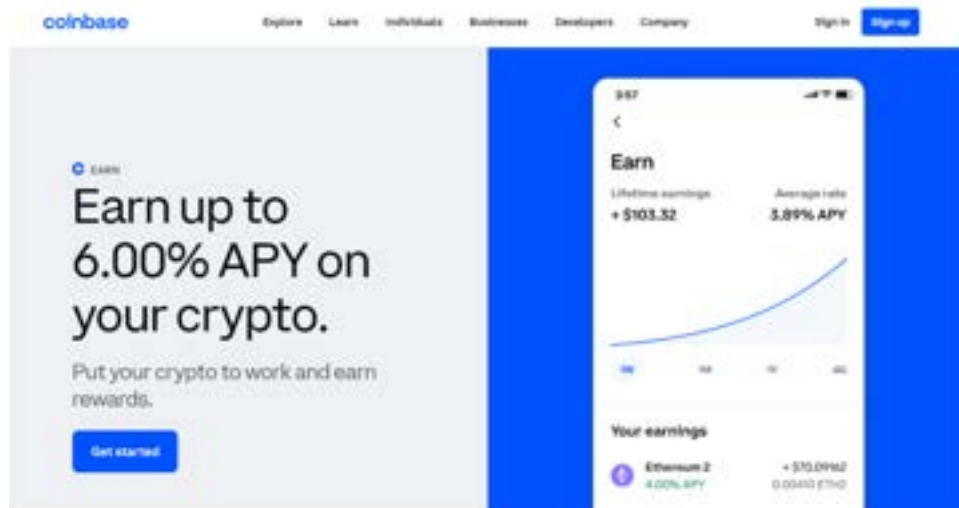 coinbase
Explore Learn Individuals Businesses Developers Company Sign in Sign up
EARN
Earn up to
6.00% APY on
your crypto.
Put your crypto to work and earn
rewards.
Get started
3:57
Earn
Lifetime earnings Average rate
+ $103.32 3.89% APY
Your earnings
Ethereum 2
4.00% APY